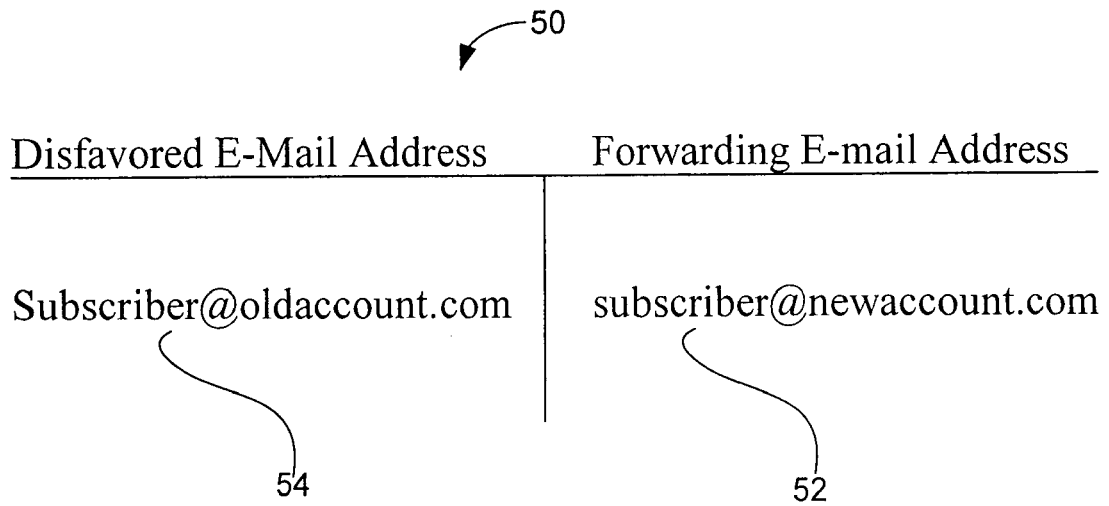 50
Disfavored E-Mail Address Forwarding E-mail Address
Subscriber@oldaccount.com subscriber@newaccount.com
54 52